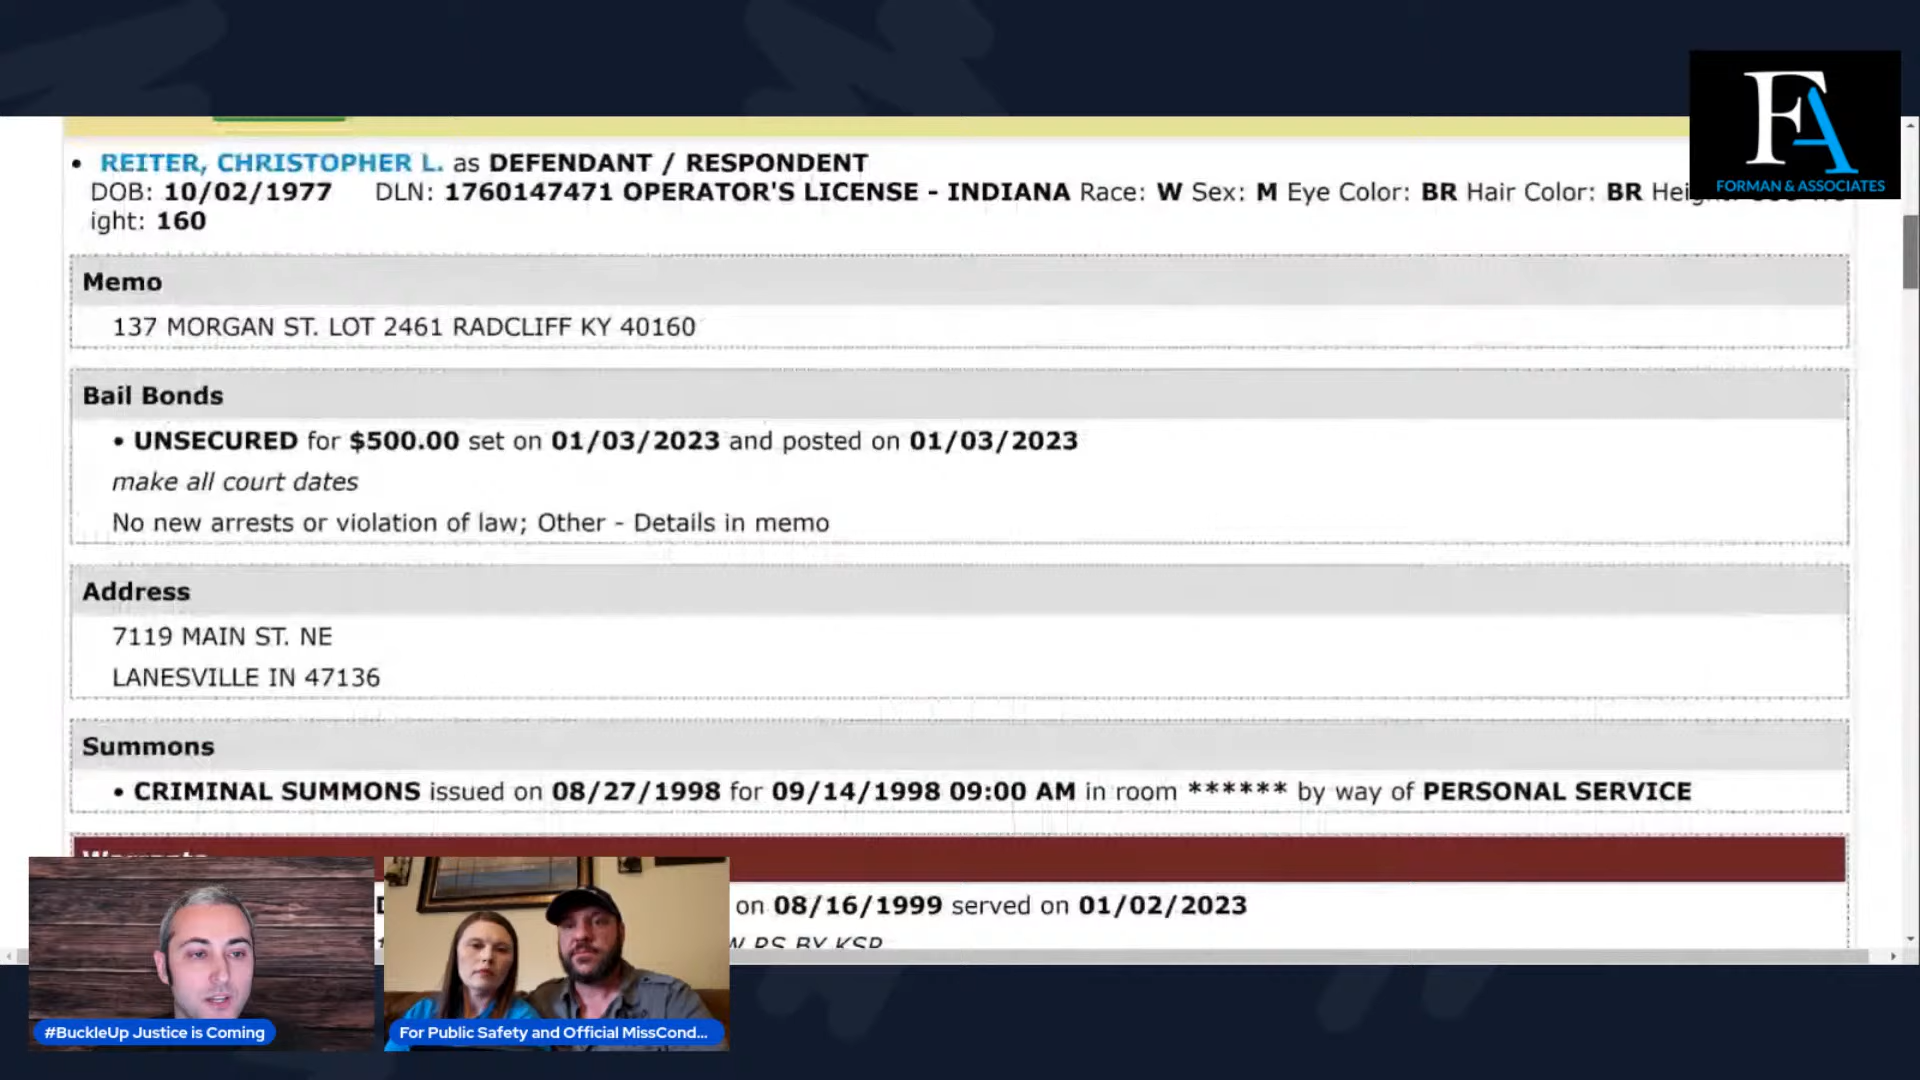 FA
FORMAN & ASSOCIATES
• REITER, CHRISTOPHER L. as DEFENDANT / RESPONDENT
DOB: 10/02/1977 DLN: 1760147471 OPERATOR'S LICENSE - INDIANA Race: W Sex: M Eye Color: BR Hair Color: BR
ight: 160
Memo
137 MORGAN ST. LOT 2461 RADCLIFF KY 40160
Bail Bonds
• UNSECURED for $500.00 set on 01/03/2023 and posted on 01/03/2023
make all court dates
No new arrests or violation of law; Other - Details in memo
Address
7119 MAIN ST. NE
LANESVILLE IN 47136
Summons
• CRIMINAL SUMMONS issued on 08/27/1998 for 09/14/1998 09:00 AM in room ****** by way of PERSONAL SERVICE
Warrants
on 08/16/1999 served on 01/02/2023
BY KSP
#BuckleUp Justice is Coming
For Public Safety and Official MissCond...